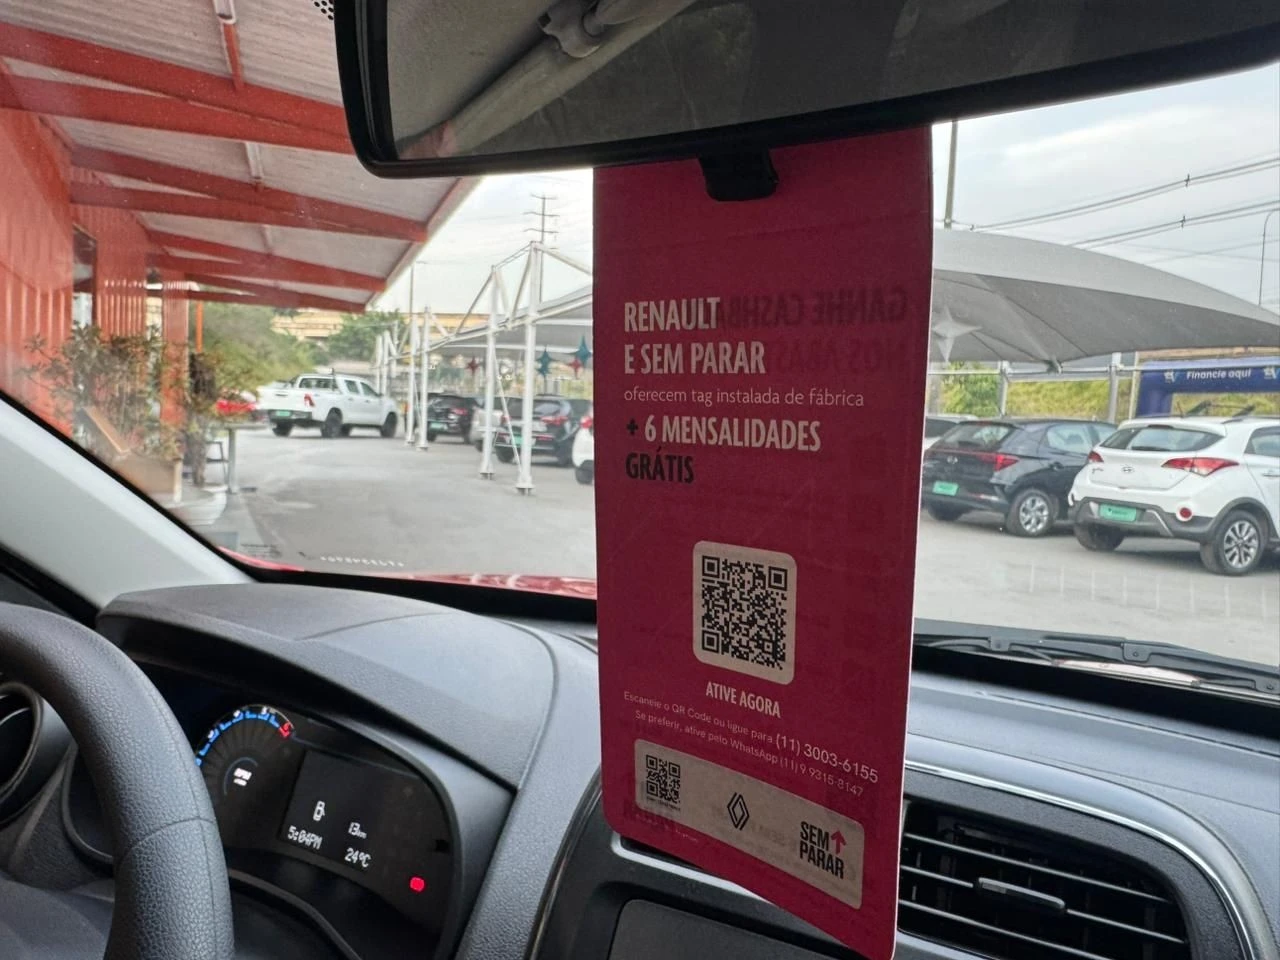 RENAULT
E SEM PARAR
oferecem tag instalada de fábrica
+ 6 MENSALIDADES
GRÁTIS
ATIVE AGORA
Escaneie o QR Code ou ligue para (11) 3003-6155
Se preferir, ative pelo WhatsApp (11) 9 9315-8147
SEM
PARAR
Financie aqui
13km
5:04PM
24°C